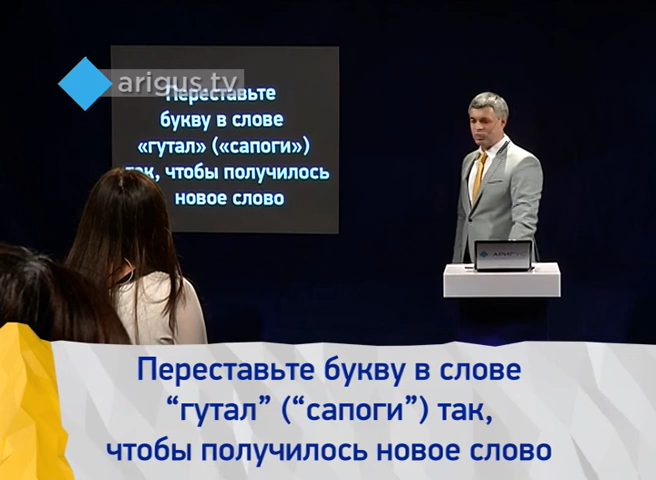 arigus.tv
Переставьте
букву в слове
«гутал» («сапоги»)
так, чтобы получилось
новое слово
АРИГУС
Переставьте букву в слове
“гутал” (“сапоги”) так,
чтобы получилось новое слово